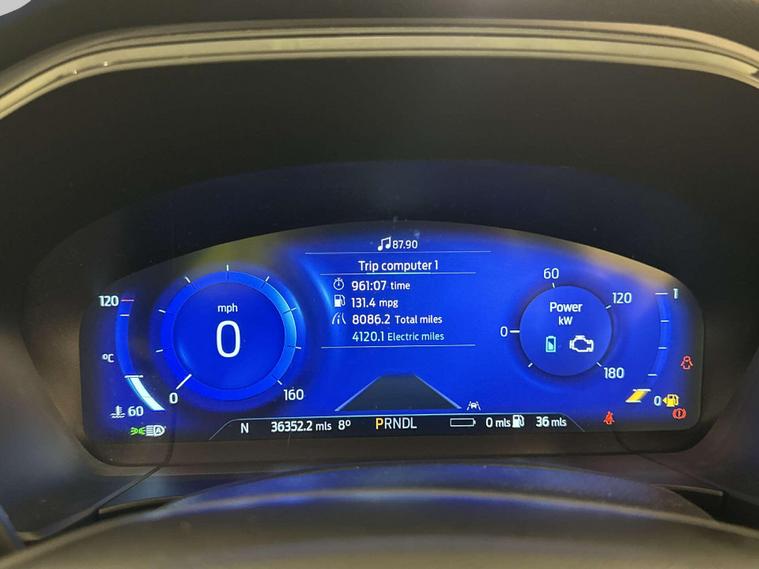 87.90
Trip computer 1
961:07 time
131.4 mpg
8086.2 Total miles
4120.1 Electric miles
120
°C
60
mph
0
0
160
60
120
0
180
Power
kW
1
0
A
N 36352.2 mls 8° PRNDL 0 mls 36 mls